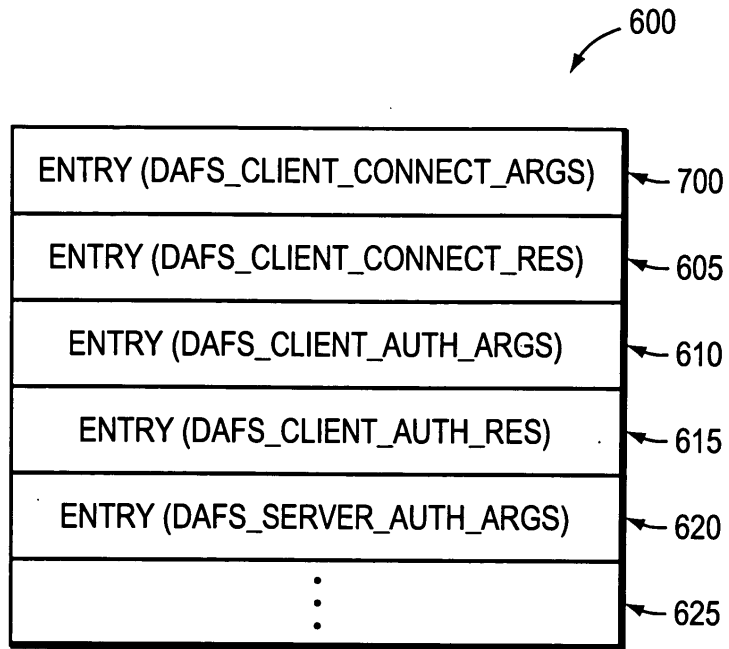 600
ENTRY (DAFS_CLIENT_CONNECT_ARGS) 700
ENTRY (DAFS_CLIENT_CONNECT_RES) 605
ENTRY (DAFS_CLIENT_AUTH_ARGS) 610
ENTRY (DAFS_CLIENT_AUTH_RES) 615
ENTRY (DAFS_SERVER_AUTH_ARGS) 620
625